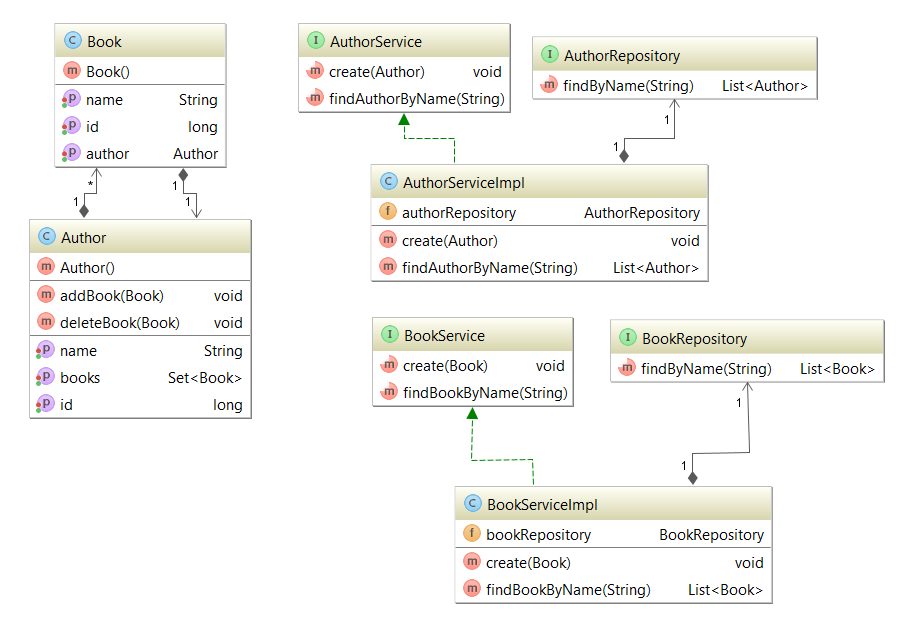 C Book
m Book()
p name String
p id long
p author Author
* 1
1 1
C Author
m Author()
m addBook(Book) void
m deleteBook(Book) void
p name String
p books Set<Book>
p id long
I AuthorService
m create(Author) void
m findAuthorByName(String)
I AuthorRepository
m findByName(String) List<Author>
1
1
C AuthorServiceImpl
f authorRepository AuthorRepository
m create(Author) void
m findAuthorByName(String) List<Author>
I BookService
m create(Book) void
m findBookByName(String)
I BookRepository
m findByName(String) List<Book>
1
1
C BookServiceImpl
f bookRepository BookRepository
m create(Book) void
m findBookByName(String) List<Book>